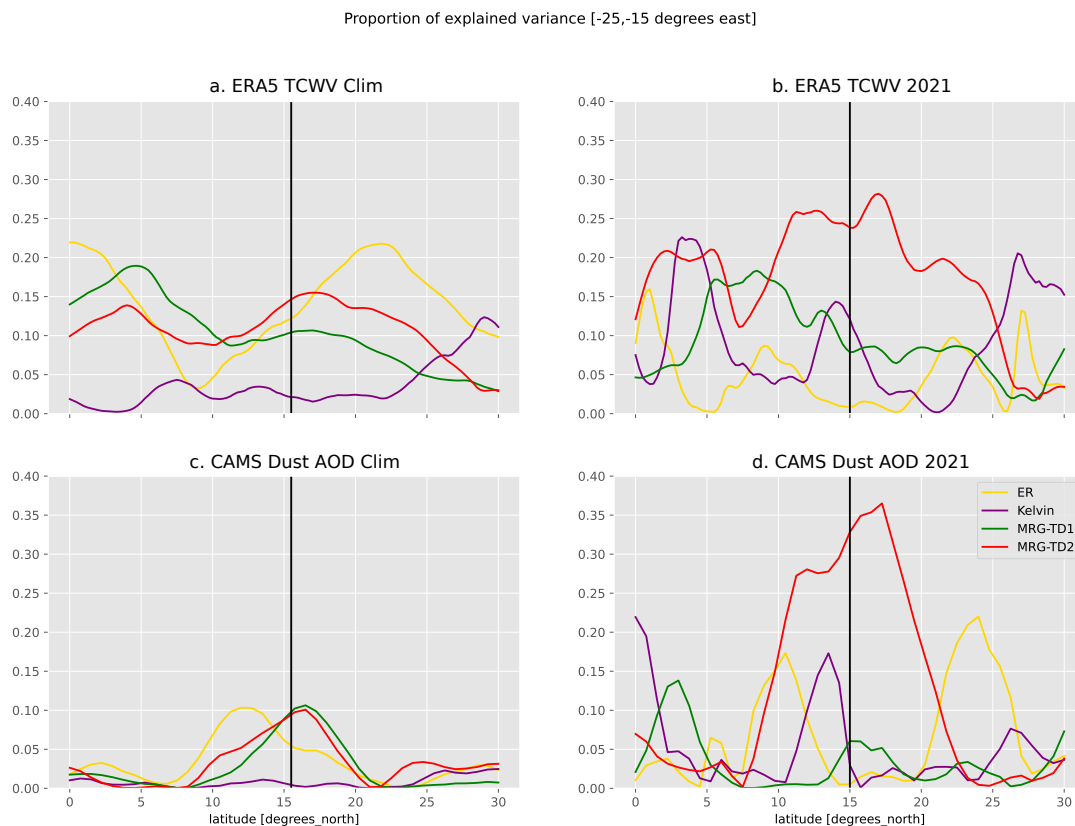 Proportion of explained variance [-25,-15 degrees east]
a. ERA5 TCWV Clim
b. ERA5 TCWV 2021
0.40
0.35
0.30
0.25
0.20
0.15
0.10
0.05
0.00
0.40
0.35
0.30
0.25
0.20
0.15
0.10
0.05
0.00
c. CAMS Dust AOD Clim
d. CAMS Dust AOD 2021
0.40
0.35
0.30
0.25
0.20
0.15
0.10
0.05
0.00
0 5 10 15 20 25 30
latitude [degrees_north]
0.40
0.35
0.30
0.25
0.20
0.15
0.10
0.05
0.00
ER
Kelvin
MRG-TD1
MRG-TD2
0 5 10 15 20 25 30
latitude [degrees_north]